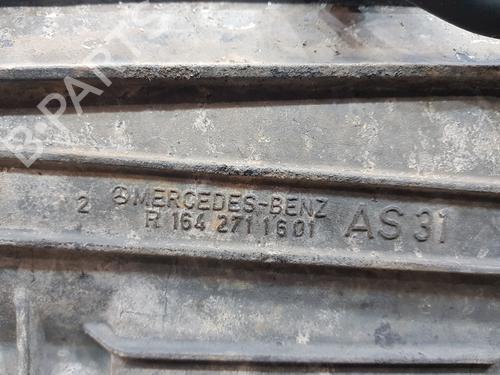 B-PARTS
2 MERCEDES-BENZ
R 164 271 16 01 AS 31